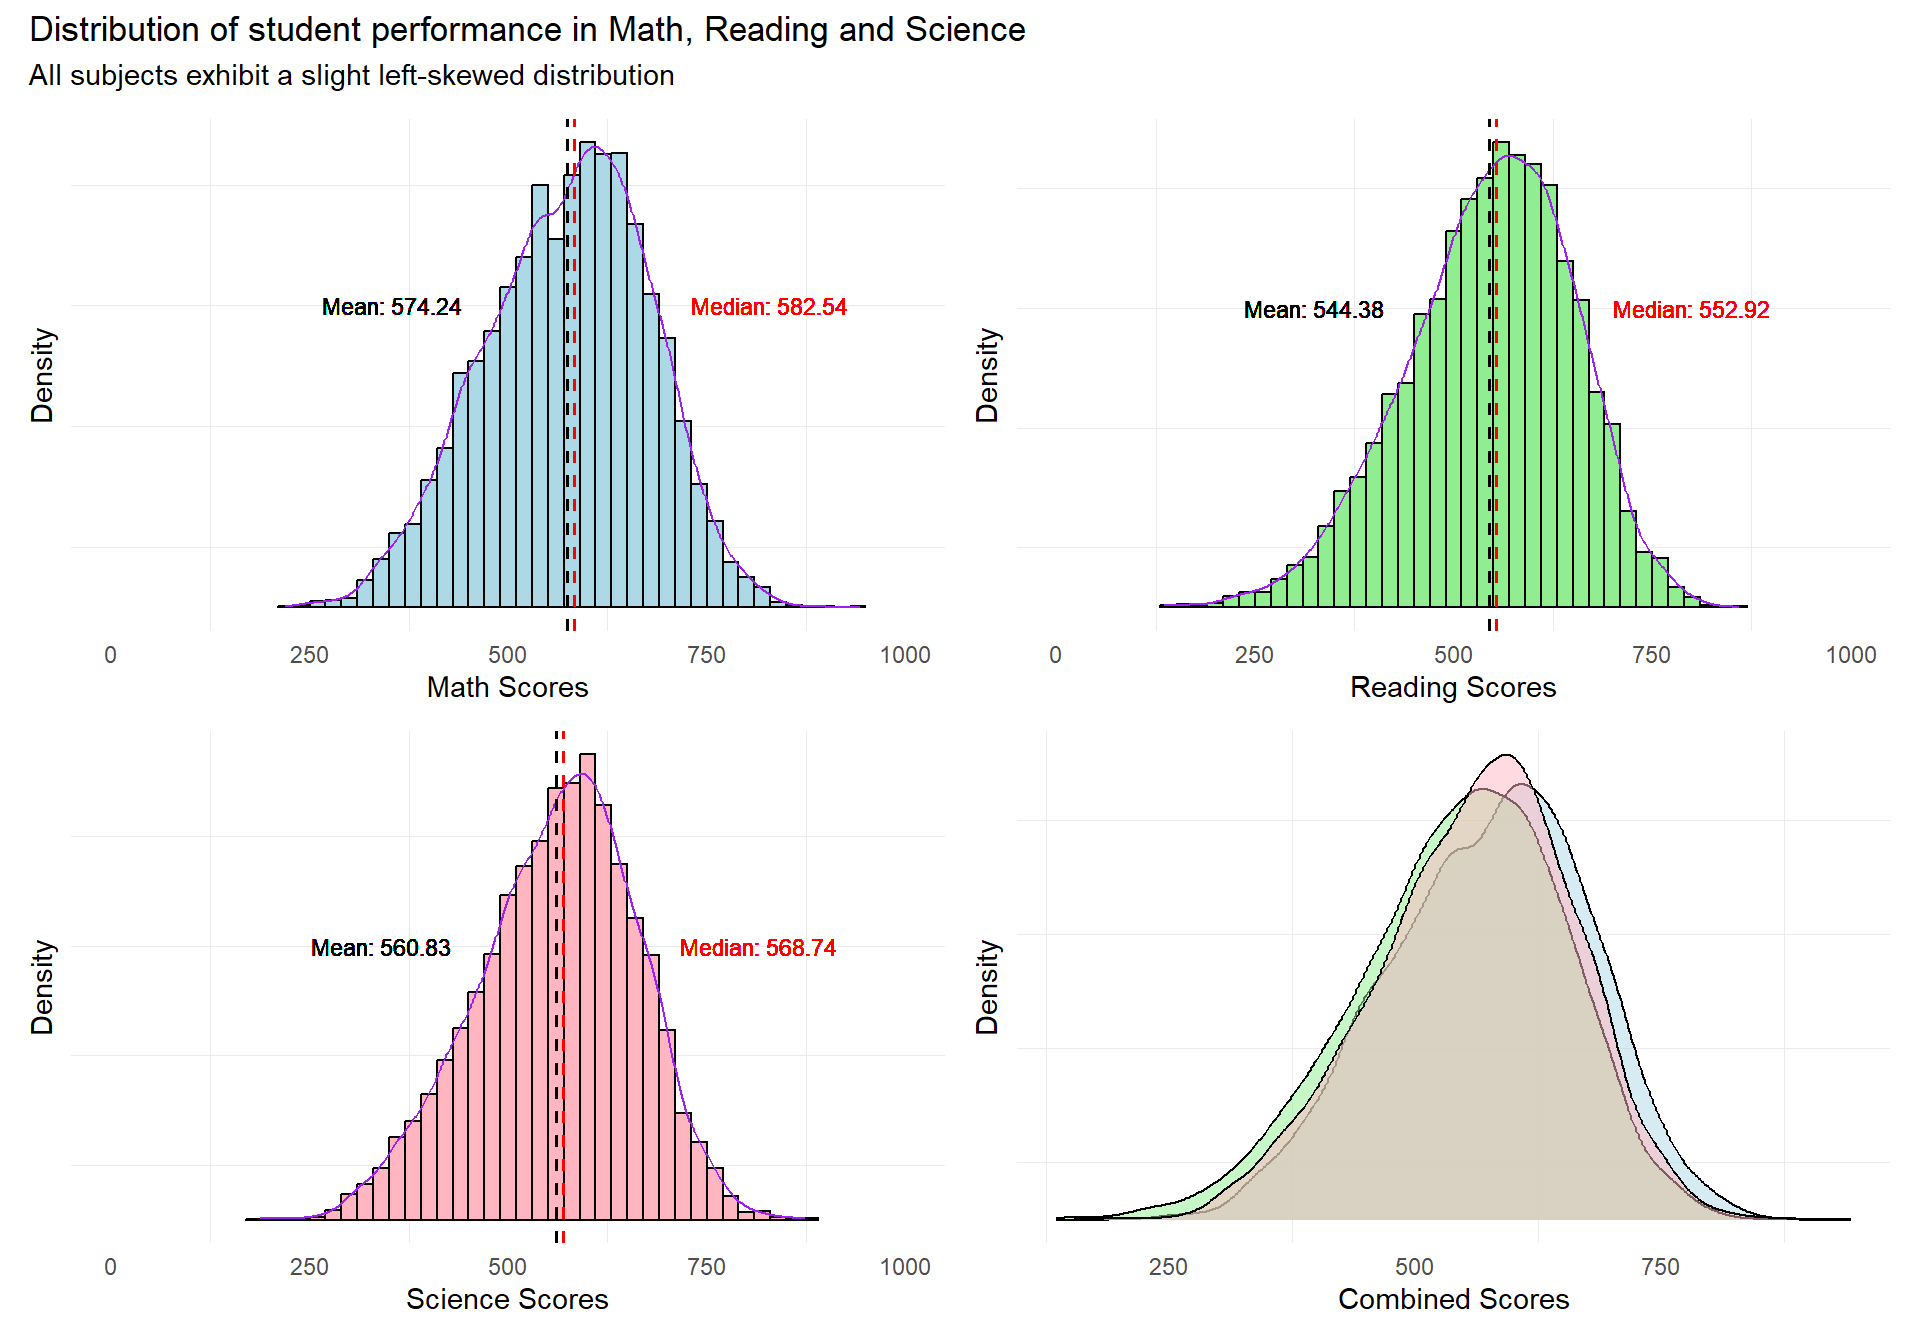 Distribution of student performance in Math, Reading and Science
All subjects exhibit a slight left-skewed distribution
Mean: 574.24
Median: 582.54
Density
0 250 500 750 1000
Math Scores
Mean: 544.38
Median: 552.92
Density
0 250 500 750 1000
Reading Scores
Mean: 560.83
Median: 568.74
Density
0 250 500 750 1000
Science Scores
Density
250 500 750
Combined Scores